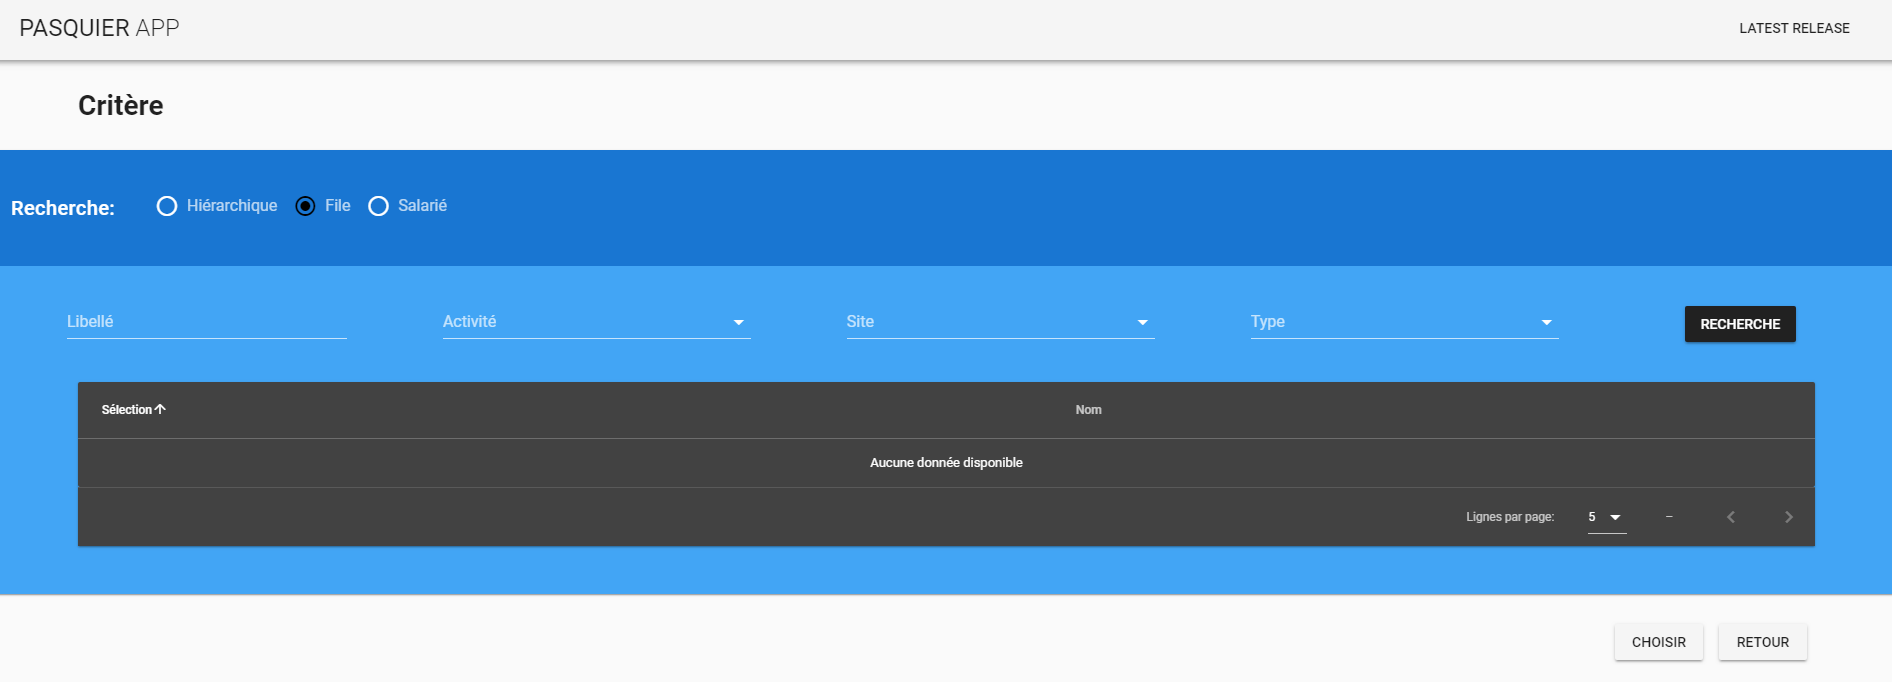 PASQUIER APP
LATEST RELEASE
Critère
Recherche: Hiérarchique File Salarié
Libellé Activité Site Type RECHERCHE
Sélection Nom
Aucune donnée disponible
Lignes par page: 5 –
CHOISIR RETOUR